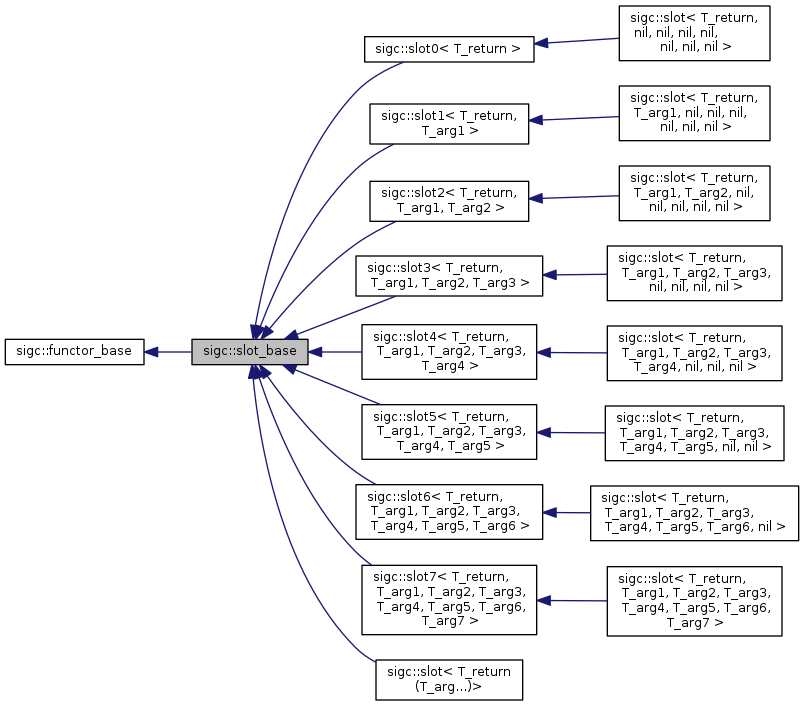 sigc::functor_base
sigc::slot_base
sigc::slot0< T_return >
sigc::slot< T_return,
nil, nil, nil, nil,
nil, nil, nil >
sigc::slot1< T_return,
T_arg1 >
sigc::slot< T_return,
T_arg1, nil, nil, nil,
nil, nil, nil >
sigc::slot2< T_return,
T_arg1, T_arg2 >
sigc::slot< T_return,
T_arg1, T_arg2, nil,
nil, nil, nil, nil >
sigc::slot3< T_return,
T_arg1, T_arg2, T_arg3 >
sigc::slot< T_return,
T_arg1, T_arg2, T_arg3,
nil, nil, nil, nil >
sigc::slot4< T_return,
T_arg1, T_arg2, T_arg3,
T_arg4 >
sigc::slot< T_return,
T_arg1, T_arg2, T_arg3,
T_arg4, nil, nil, nil >
sigc::slot5< T_return,
T_arg1, T_arg2, T_arg3,
T_arg4, T_arg5 >
sigc::slot< T_return,
T_arg1, T_arg2, T_arg3,
T_arg4, T_arg5, nil, nil >
sigc::slot6< T_return,
T_arg1, T_arg2, T_arg3,
T_arg4, T_arg5, T_arg6 >
sigc::slot< T_return,
T_arg1, T_arg2, T_arg3,
T_arg4, T_arg5, T_arg6, nil >
sigc::slot7< T_return,
T_arg1, T_arg2, T_arg3,
T_arg4, T_arg5, T_arg6,
T_arg7 >
sigc::slot< T_return,
T_arg1, T_arg2, T_arg3,
T_arg4, T_arg5, T_arg6,
T_arg7 >
sigc::slot< T_return
(T_arg...)>